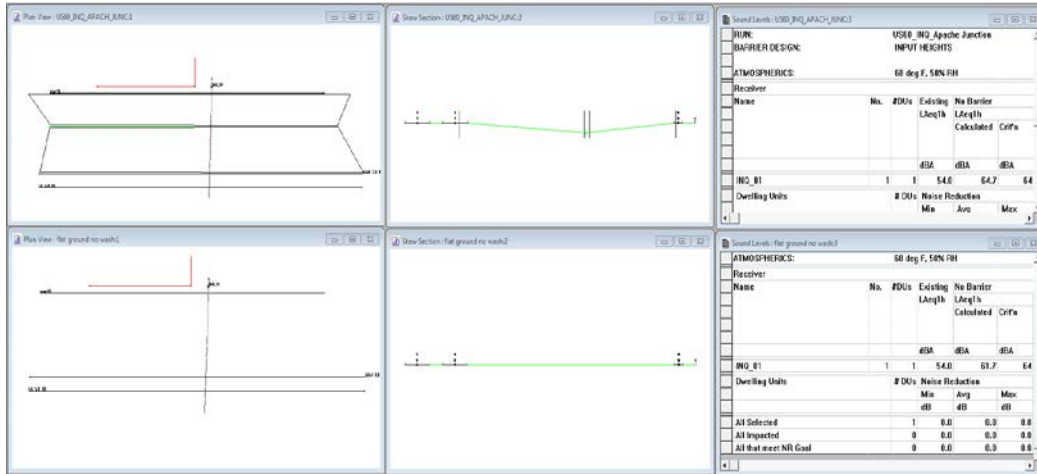 Plan View : US60_INQ_APACH_JUNC:1
Skew Section : US60_INQ_APACH_JUNC:2
Sound Levels : US60_INQ_APACH_JUNC:3
RUN: US60_INQ_Apache Junction
BARRIER DESIGN: INPUT HEIGHTS
ATMOSPHERICS: 68 deg F, 50% RH
Receiver
Name No. #DUs Existing No Barrier
LAeq1h LAeq1h
Calculated Crit'n
dBA dBA dBA
INQ_01 1 1 54.0 64.7 64
Dwelling Units # DUs Noise Reduction
Min Avg Max
Plan View : flat ground no wash:1
Skew Section : flat ground no wash:2
Sound Levels : flat ground no wash:3
ATMOSPHERICS: 68 deg F, 50% RH
Receiver
Name No. #DUs Existing No Barrier
LAeq1h LAeq1h
Calculated Crit'n
dBA dBA dBA
INQ_01 1 1 54.0 61.7 64
Dwelling Units # DUs Noise Reduction
Min Avg Max
dB dB dB
All Selected 1 0.0 0.0 0.0
All Impacted 0 0.0 0.0 0.0
All that meet NR Goal 0 0.0 0.0 0.0